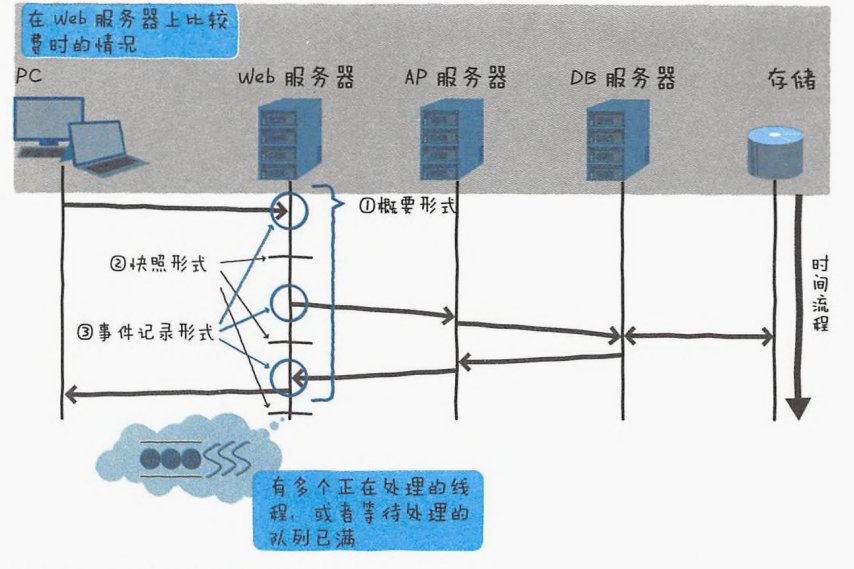 在Web服务器上比较
费时的情况
PC
Web 服务器
AP 服务器
DB 服务器
存储
①概要形式
②快照形式
③事件记录形式
时间流程
有多个正在处理的线
程，或者等待处理的
队列已满